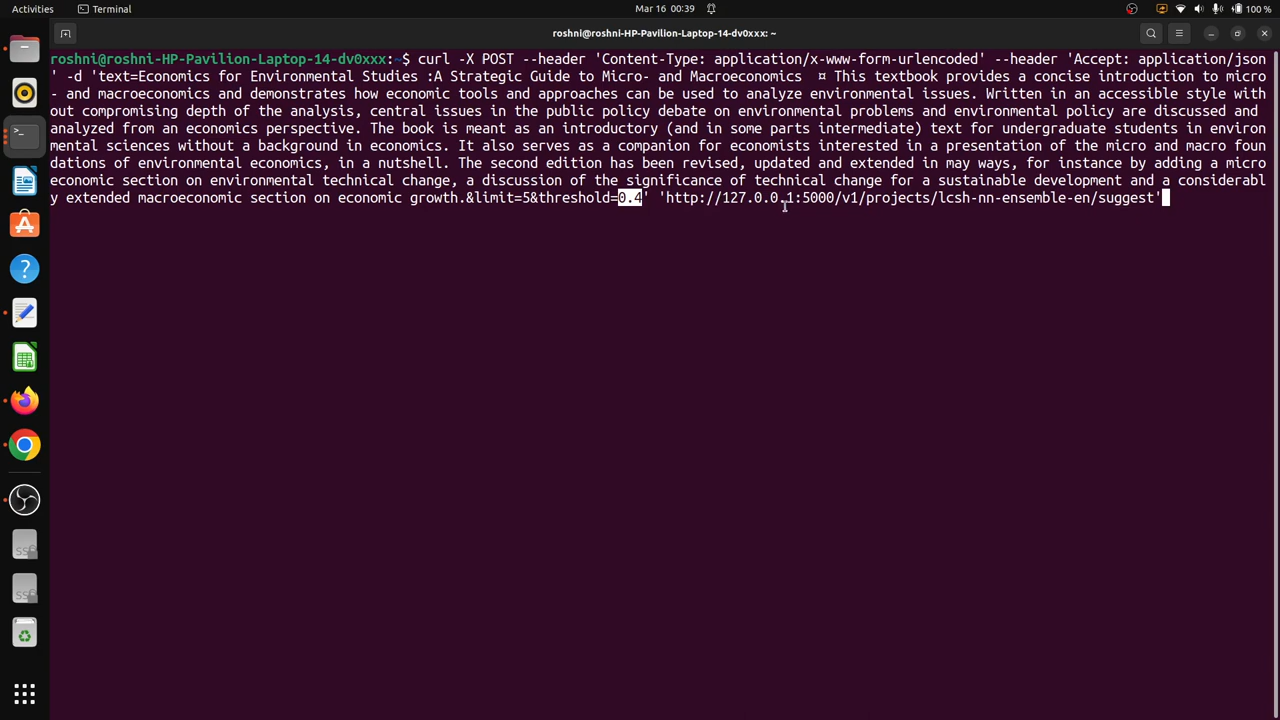 Activities
Terminal
Mar 16 00:39
100 %
roshni@roshni-HP-Pavilion-Laptop-14-dv0xxx: ~
roshni@roshni-HP-Pavilion-Laptop-14-dv0xxx:~$ curl -X POST --header 'Content-Type: application/x-www-form-urlencoded' --header 'Accept: application/json
' -d 'text=Economics for Environmental Studies :A Strategic Guide to Micro- and Macroeconomics  ¤ This textbook provides a concise introduction to micro
- and macroeconomics and demonstrates how economic tools and approaches can be used to analyze environmental issues. Written in an accessible style with
out compromising depth of the analysis, central issues in the public policy debate on environmental problems and environmental policy are discussed and 
analyzed from an economics perspective. The book is meant as an introductory (and in some parts intermediate) text for undergraduate students in environ
mental sciences without a background in economics. It also serves as a companion for economists interested in a presentation of the micro and macro foun
dations of environmental economics, in a nutshell. The second edition has been revised, updated and extended in may ways, for instance by adding a micro
economic section on environmental technical change, a discussion of the significance of technical change for a sustainable development and a considerabl
y extended macroeconomic section on economic growth.&limit=5&threshold=0.4' 'http://127.0.0.1:5000/v1/projects/lcsh-nn-ensemble-en/suggest'